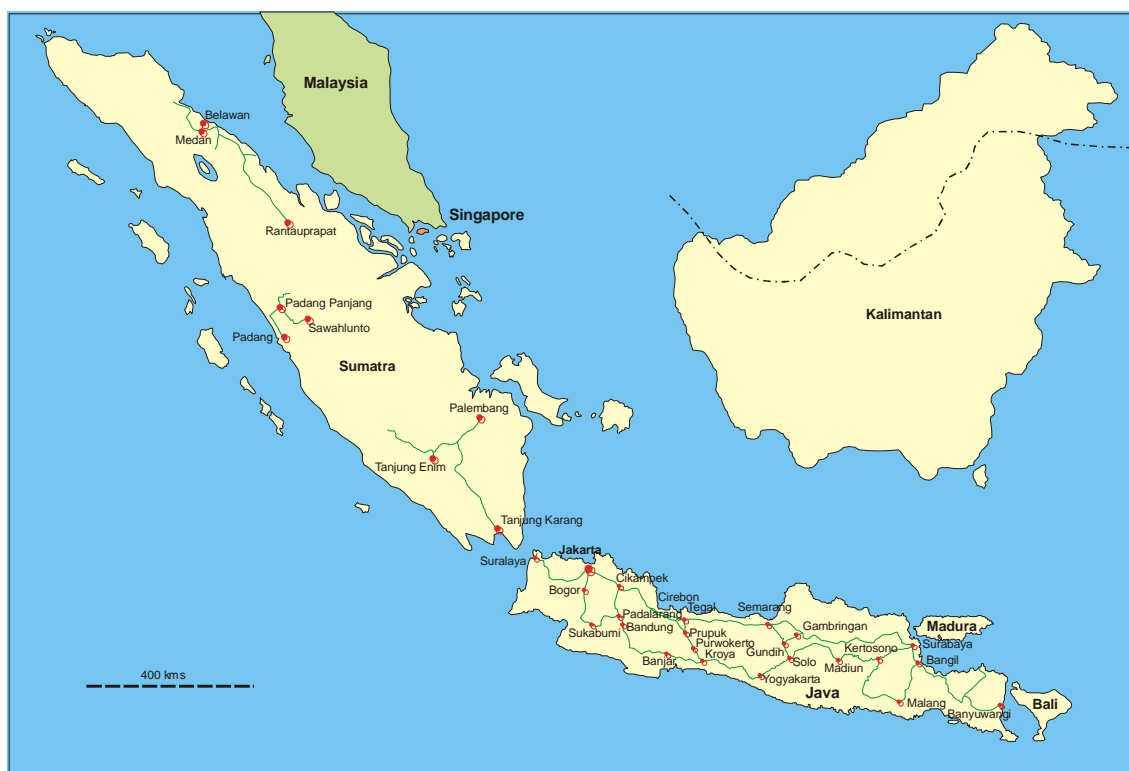 Malaysia
Belawan
Medan
Singapore
Rantauprapat
Padang Panjang
Sawahlunto
Padang
Kalimantan
Sumatra
Palembang
Tanjung Enim
Tanjung Karang
Suralaya
Jakarta
Cikampek
Bogor
Cirebon
Tegal
Semarang
Padalarang
Bandung
Sukabumi
Prupuk
Purwokerto
Gambringan
Madura
Surabaya
Kroya
Banjar
Gundih
Solo
Kertosono
Madiun
Bangil
Yogyakarta
Java
Malang
Banyuwangi
Bali
400 kms